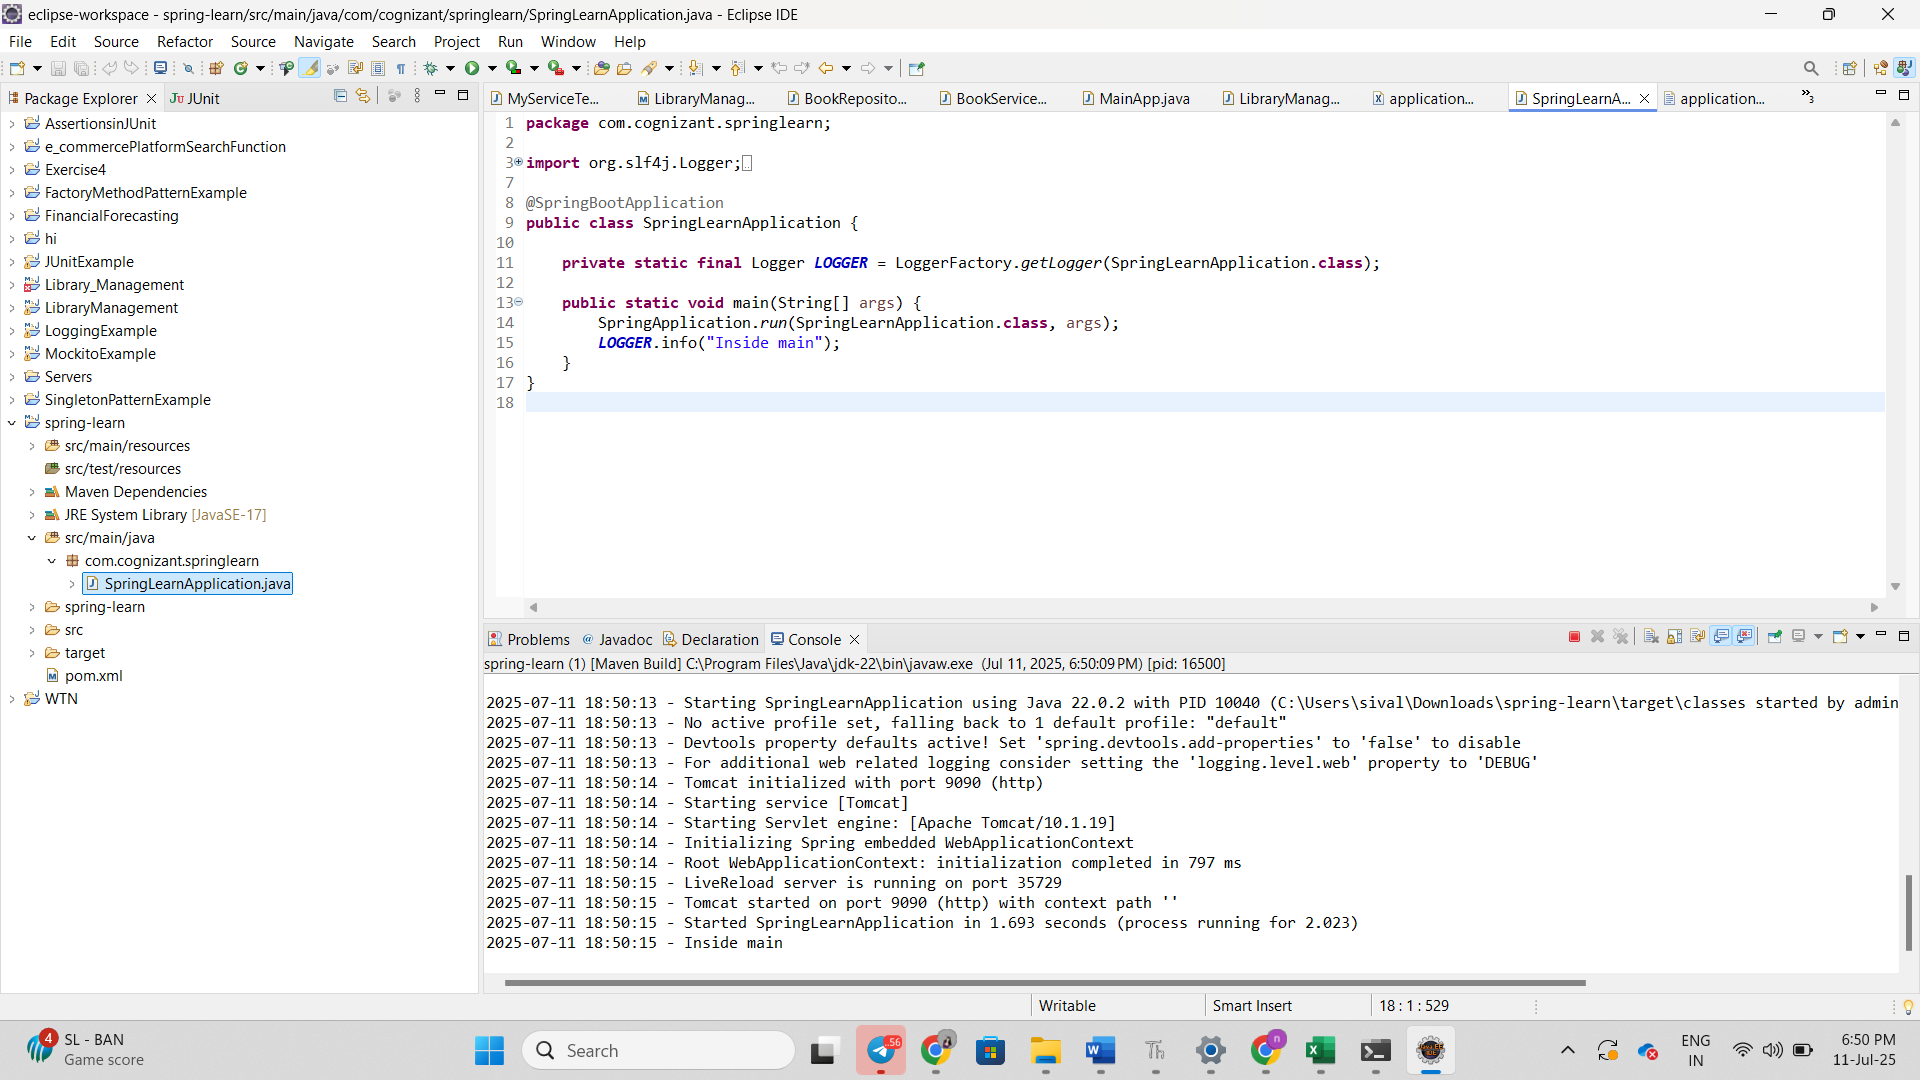 eclipse-workspace - spring-learn/src/main/java/com/cognizant/springlearn/SpringLearnApplication.java - Eclipse IDE
File Edit Source Refactor Source Navigate Search Project Run Window Help
Package Explorer JUnit
MyServiceTe... LibraryManag... BookReposito... BookService... MainApp.java LibraryManag... application... SpringLearnA... application... »3
AssertionsinJUnit
e_commercePlatformSearchFunction
Exercise4
FactoryMethodPatternExample
FinancialForecasting
hi
JUnitExample
Library_Management
LibraryManagement
LoggingExample
MockitoExample
Servers
SingletonPatternExample
spring-learn
src/main/resources
src/test/resources
Maven Dependencies
JRE System Library [JavaSE-17]
src/main/java
com.cognizant.springlearn
SpringLearnApplication.java
spring-learn
src
target
pom.xml
WTN
1 package com.cognizant.springlearn;
2
3 import org.slf4j.Logger;
7
8 @SpringBootApplication
9 public class SpringLearnApplication {
10
11 private static final Logger LOGGER = LoggerFactory.getLogger(SpringLearnApplication.class);
12
13 public static void main(String[] args) {
14 SpringApplication.run(SpringLearnApplication.class, args);
15 LOGGER.info("Inside main");
16 }
17 }
18
Problems Javadoc Declaration Console
spring-learn (1) [Maven Build] C:\Program Files\Java\jdk-22\bin\javaw.exe (Jul 11, 2025, 6:50:09 PM) [pid: 16500]
2025-07-11 18:50:13 - Starting SpringLearnApplication using Java 22.0.2 with PID 10040 (C:\Users\sival\Downloads\spring-learn\target\classes started by admin
2025-07-11 18:50:13 - No active profile set, falling back to 1 default profile: "default"
2025-07-11 18:50:13 - Devtools property defaults active! Set 'spring.devtools.add-properties' to 'false' to disable
2025-07-11 18:50:13 - For additional web related logging consider setting the 'logging.level.web' property to 'DEBUG'
2025-07-11 18:50:14 - Tomcat initialized with port 9090 (http)
2025-07-11 18:50:14 - Starting service [Tomcat]
2025-07-11 18:50:14 - Starting Servlet engine: [Apache Tomcat/10.1.19]
2025-07-11 18:50:14 - Initializing Spring embedded WebApplicationContext
2025-07-11 18:50:14 - Root WebApplicationContext: initialization completed in 797 ms
2025-07-11 18:50:15 - LiveReload server is running on port 35729
2025-07-11 18:50:15 - Tomcat started on port 9090 (http) with context path ''
2025-07-11 18:50:15 - Started SpringLearnApplication in 1.693 seconds (process running for 2.023)
2025-07-11 18:50:15 - Inside main
Writable Smart Insert 18 : 1 : 529
4 SL - BAN
Game score
Search
..56
ENG
IN
6:50 PM
11-Jul-25